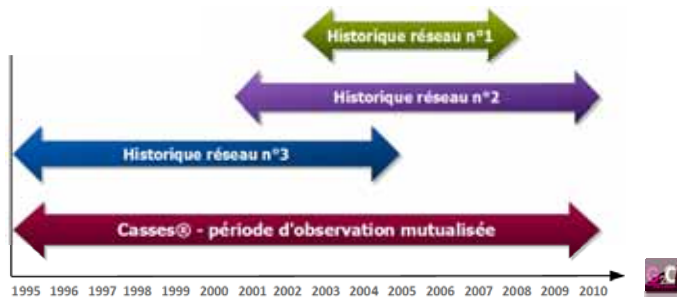 Historique réseau n°1
Historique réseau n°2
Historique réseau n°3
Casses® - période d'observation mutualisée
1995 1996 1997 1998 1999 2000 2001 2002 2003 2004 2005 2006 2007 2008 2009 2010